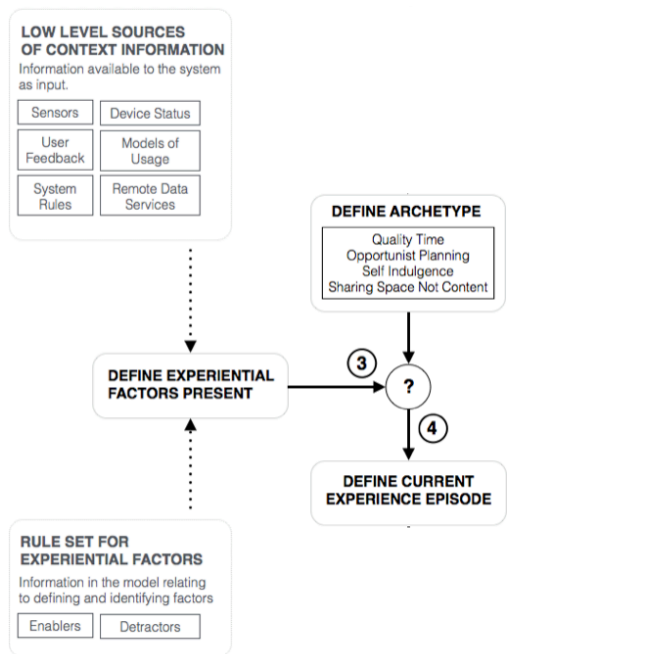 LOW LEVEL SOURCES
OF CONTEXT INFORMATION
Information available to the system
as input.
Sensors
Device Status
User
Feedback
Models of
Usage
System
Rules
Remote Data
Services
DEFINE ARCHETYPE
Quality Time
Opportunist Planning
Self Indulgence
Sharing Space Not Content
DEFINE EXPERIENTIAL
FACTORS PRESENT
3
?
4
DEFINE CURRENT
EXPERIENCE EPISODE
RULE SET FOR
EXPERIENTIAL FACTORS
Information in the model relating
to defining and identifying factors
Enablers
Detractors